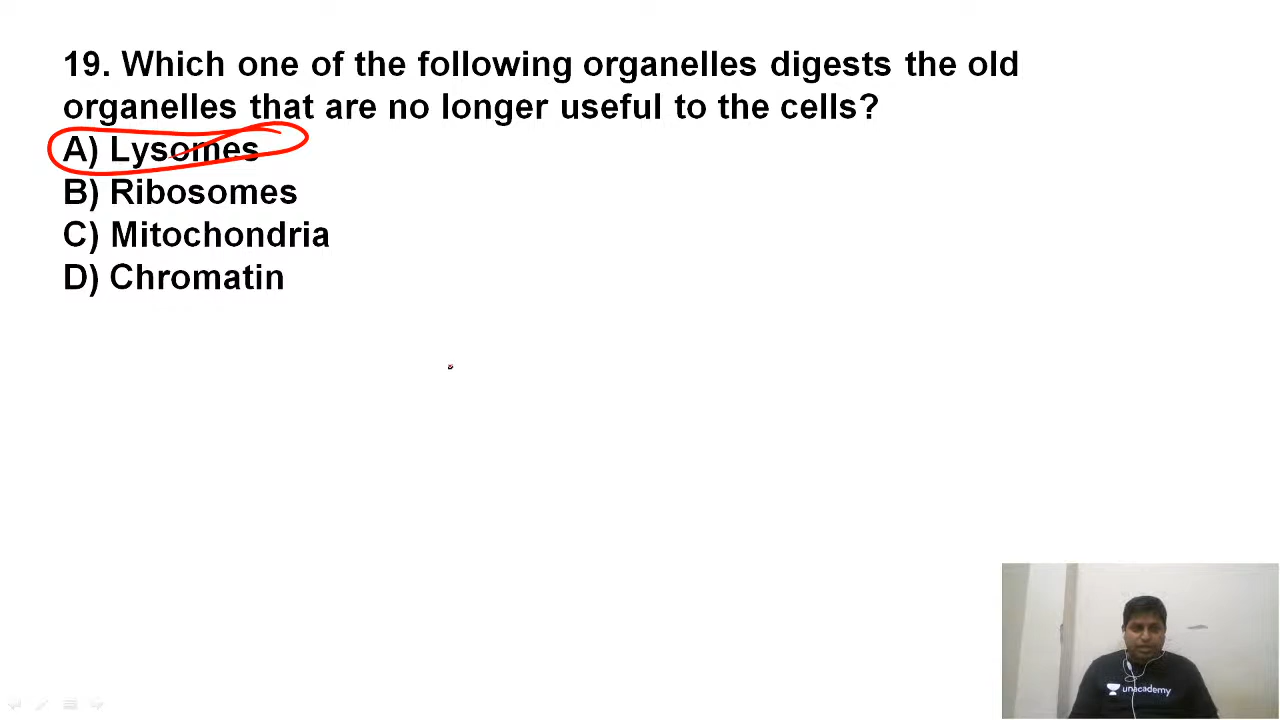 19. Which one of the following organelles digests the old
organelles that are no longer useful to the cells?
A) Lysomes
B) Ribosomes
C) Mitochondria
D) Chromatin
unacademy